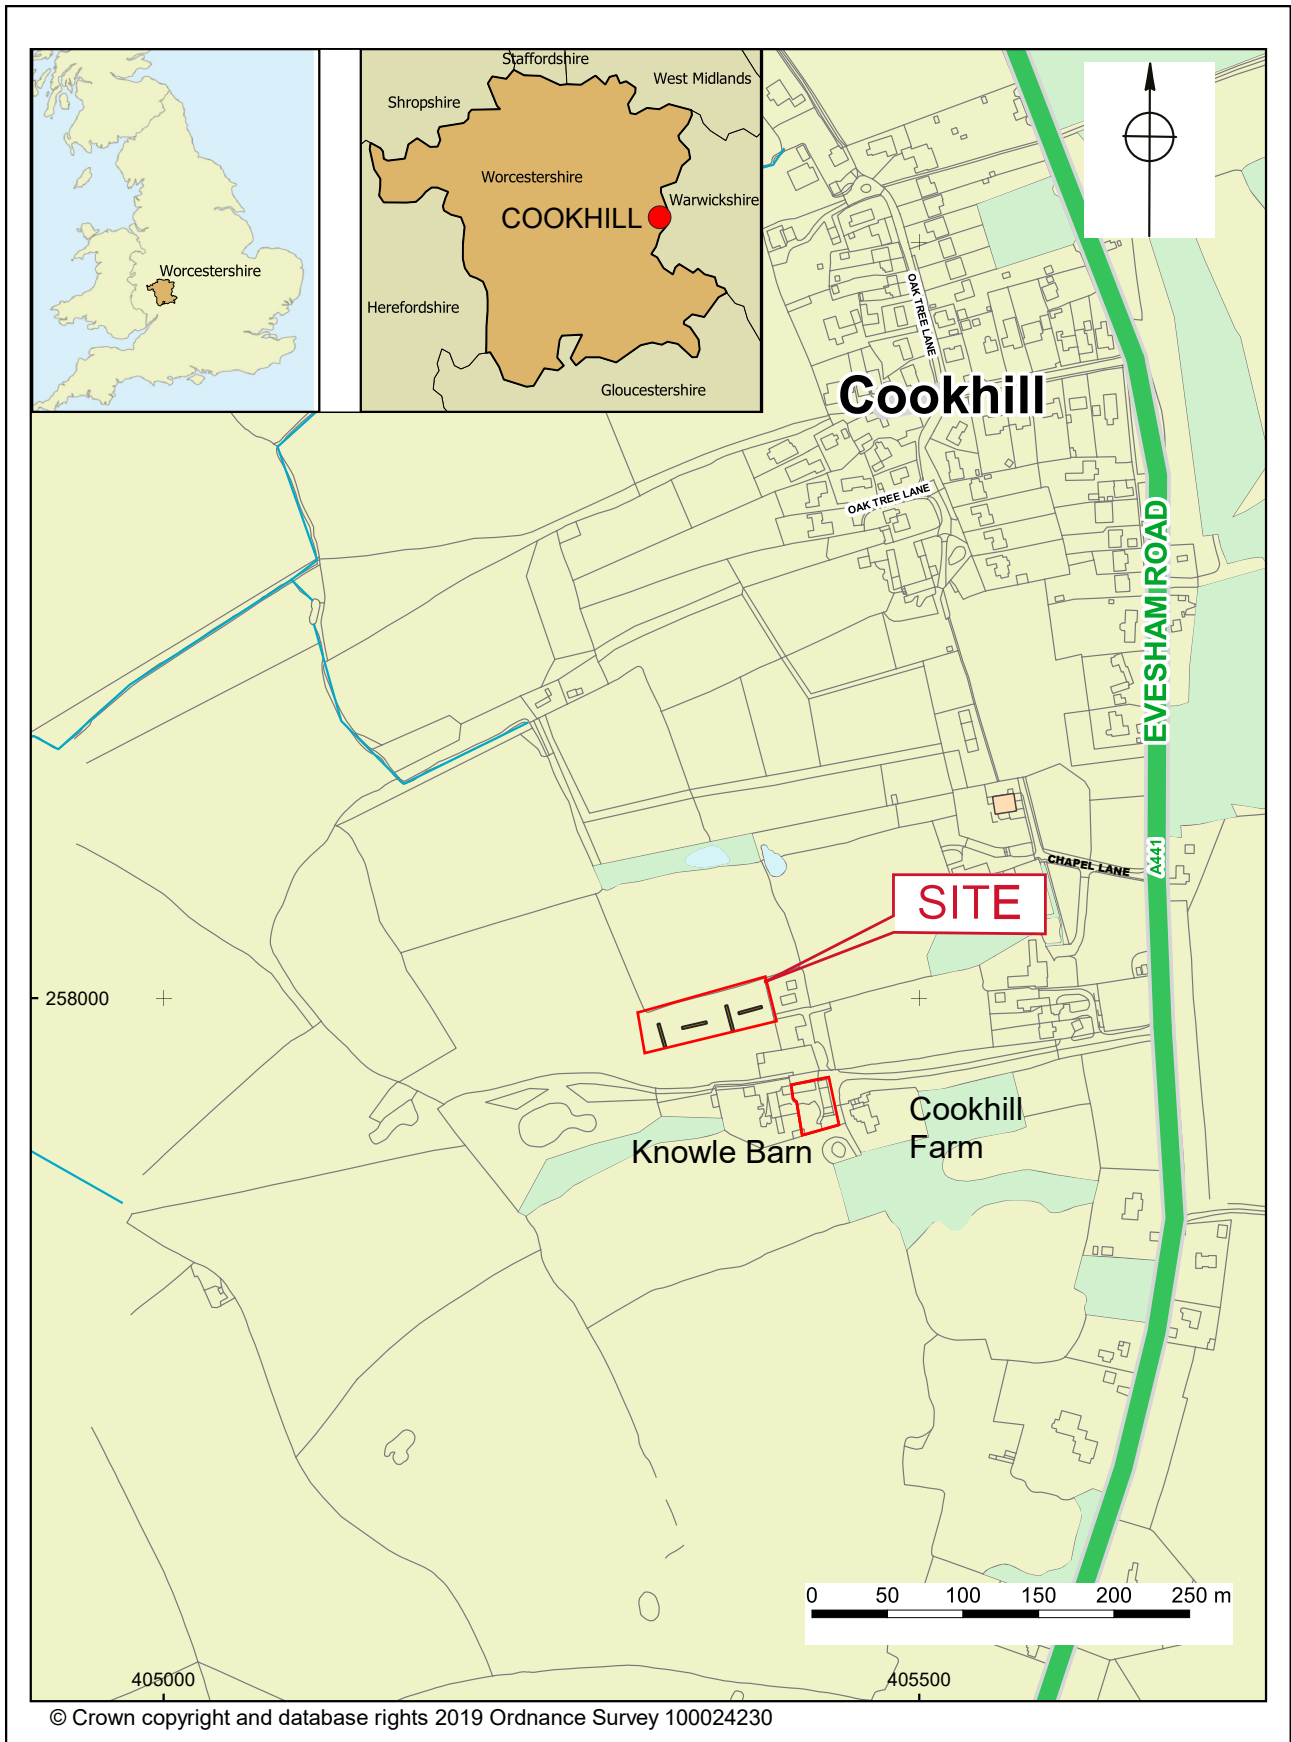 Staffordshire
West Midlands
Shropshire
Worcestershire
Warwickshire
COOKHILL
Worcestershire
Herefordshire
Gloucestershire
OAK TREE LANE
Cookhill
OAK TREE LANE
EVESHAM ROAD
A441
CHAPEL LANE
SITE
258000
Cookhill
Farm
Knowle Barn
0 50 100 150 200 250 m
405000
405500
© Crown copyright and database rights 2019 Ordnance Survey 100024230